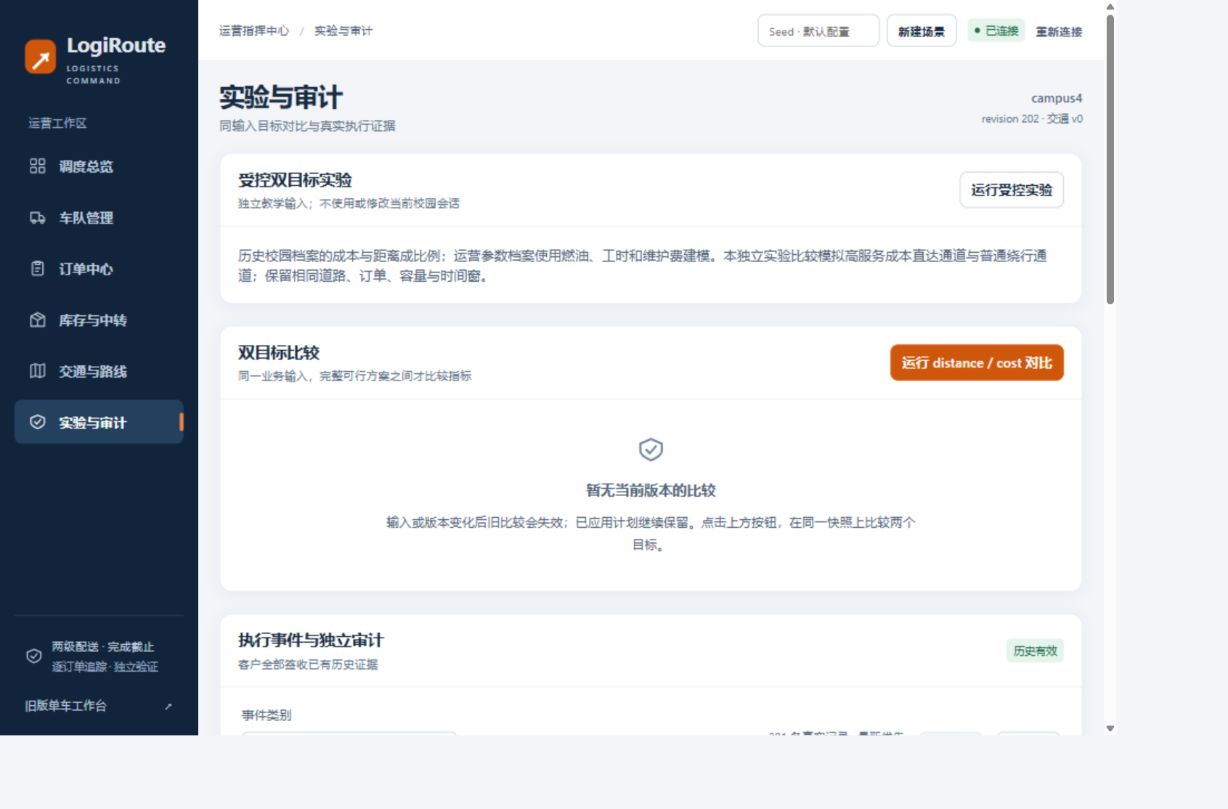 LogiRoute
LOGISTICS
COMMAND
运营工作区
调度总览
车队管理
订单中心
库存与中转
交通与路线
实验与审计
两级配送 · 完成截止
逐订单追踪 · 独立验证
旧版单车工作台 ↗
运营指挥中心 / 实验与审计
Seed · 默认配置
新建场景
已连接
重新连接
实验与审计
同输入目标对比与真实执行证据
campus4
revision 202 · 交通 v0
受控双目标实验
独立教学输入；不使用或修改当前校园会话
运行受控实验
历史校园档案的成本与距离成比例；运营参数档案使用燃油、工时和维护费建模。本独立实验比较模拟高服务成本直达通道与普通绕行通
道；保留相同道路、订单、容量与时间窗。
双目标比较
同一业务输入，完整可行方案之间才比较指标
运行 distance / cost 对比
暂无当前版本的比较
输入或版本变化后旧比较会失效；已应用计划继续保留。点击上方按钮，在同一快照上比较两个
目标。
执行事件与独立审计
客户全部签收已有历史证据
历史有效
事件类别